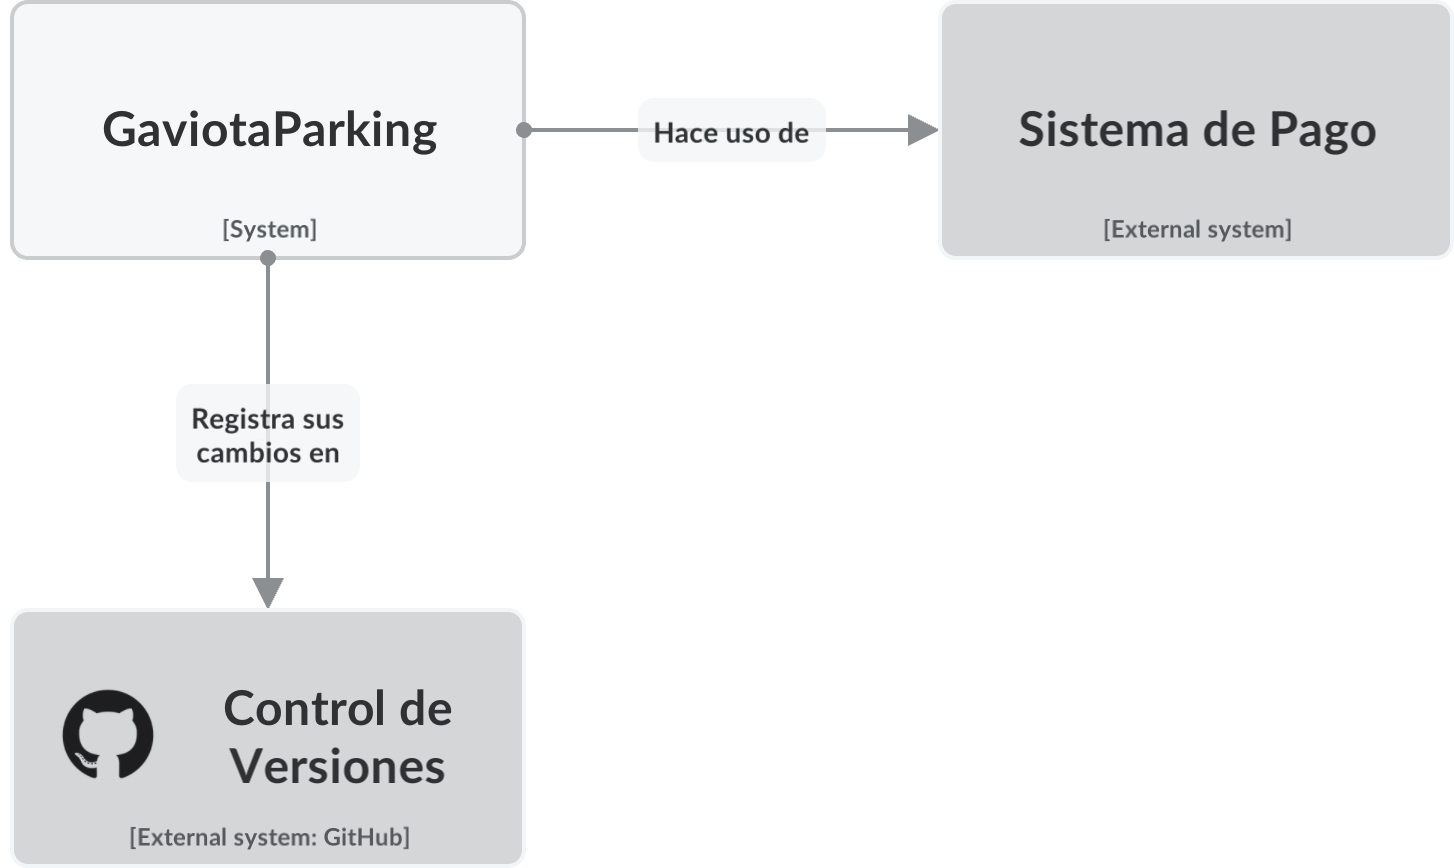 GaviotaParking
[System]
Hace uso de
Sistema de Pago
[External system]
Registra sus
cambios en
Control de
Versiones
[External system: GitHub]